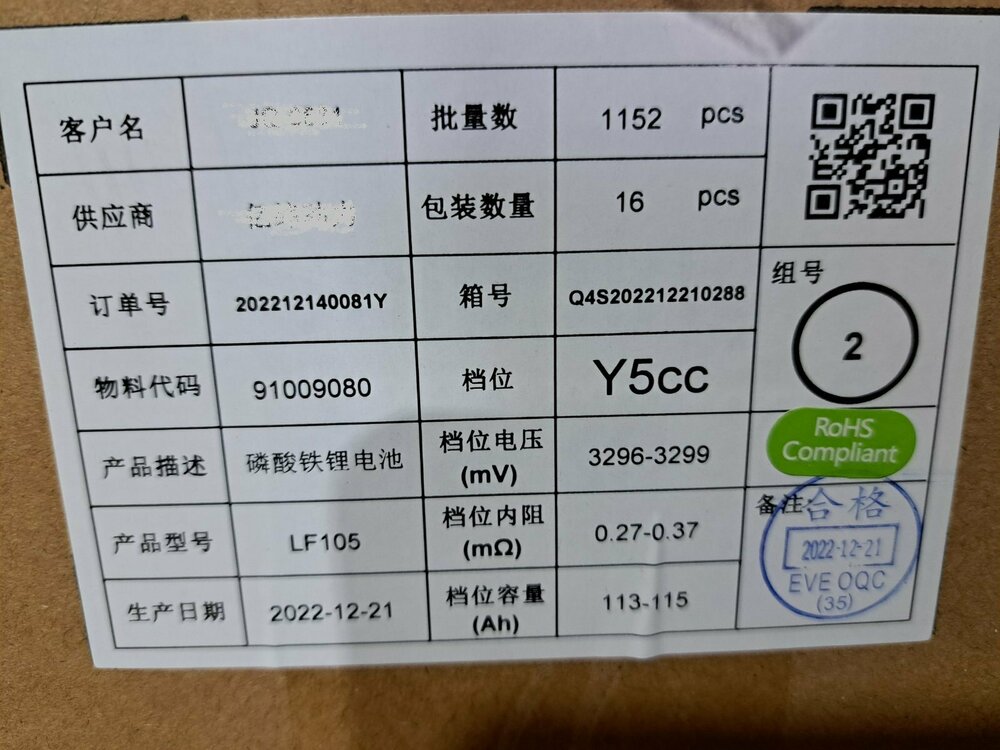 客户名
批量数 1152 pcs
供应商
包装数量 16 pcs
订单号 202212140081Y
箱号 Q4S202212210288
组号
2
物料代码 91009080
档位 Y5cc
RoHS
Compliant
产品描述 磷酸铁锂电池
档位电压
(mV)
3296-3299
产品型号 LF105
档位内阻
(mΩ)
0.27-0.37
备注:
合格
2022-12-21
EVE OQC
(35)
生产日期 2022-12-21
档位容量
(Ah)
113-115